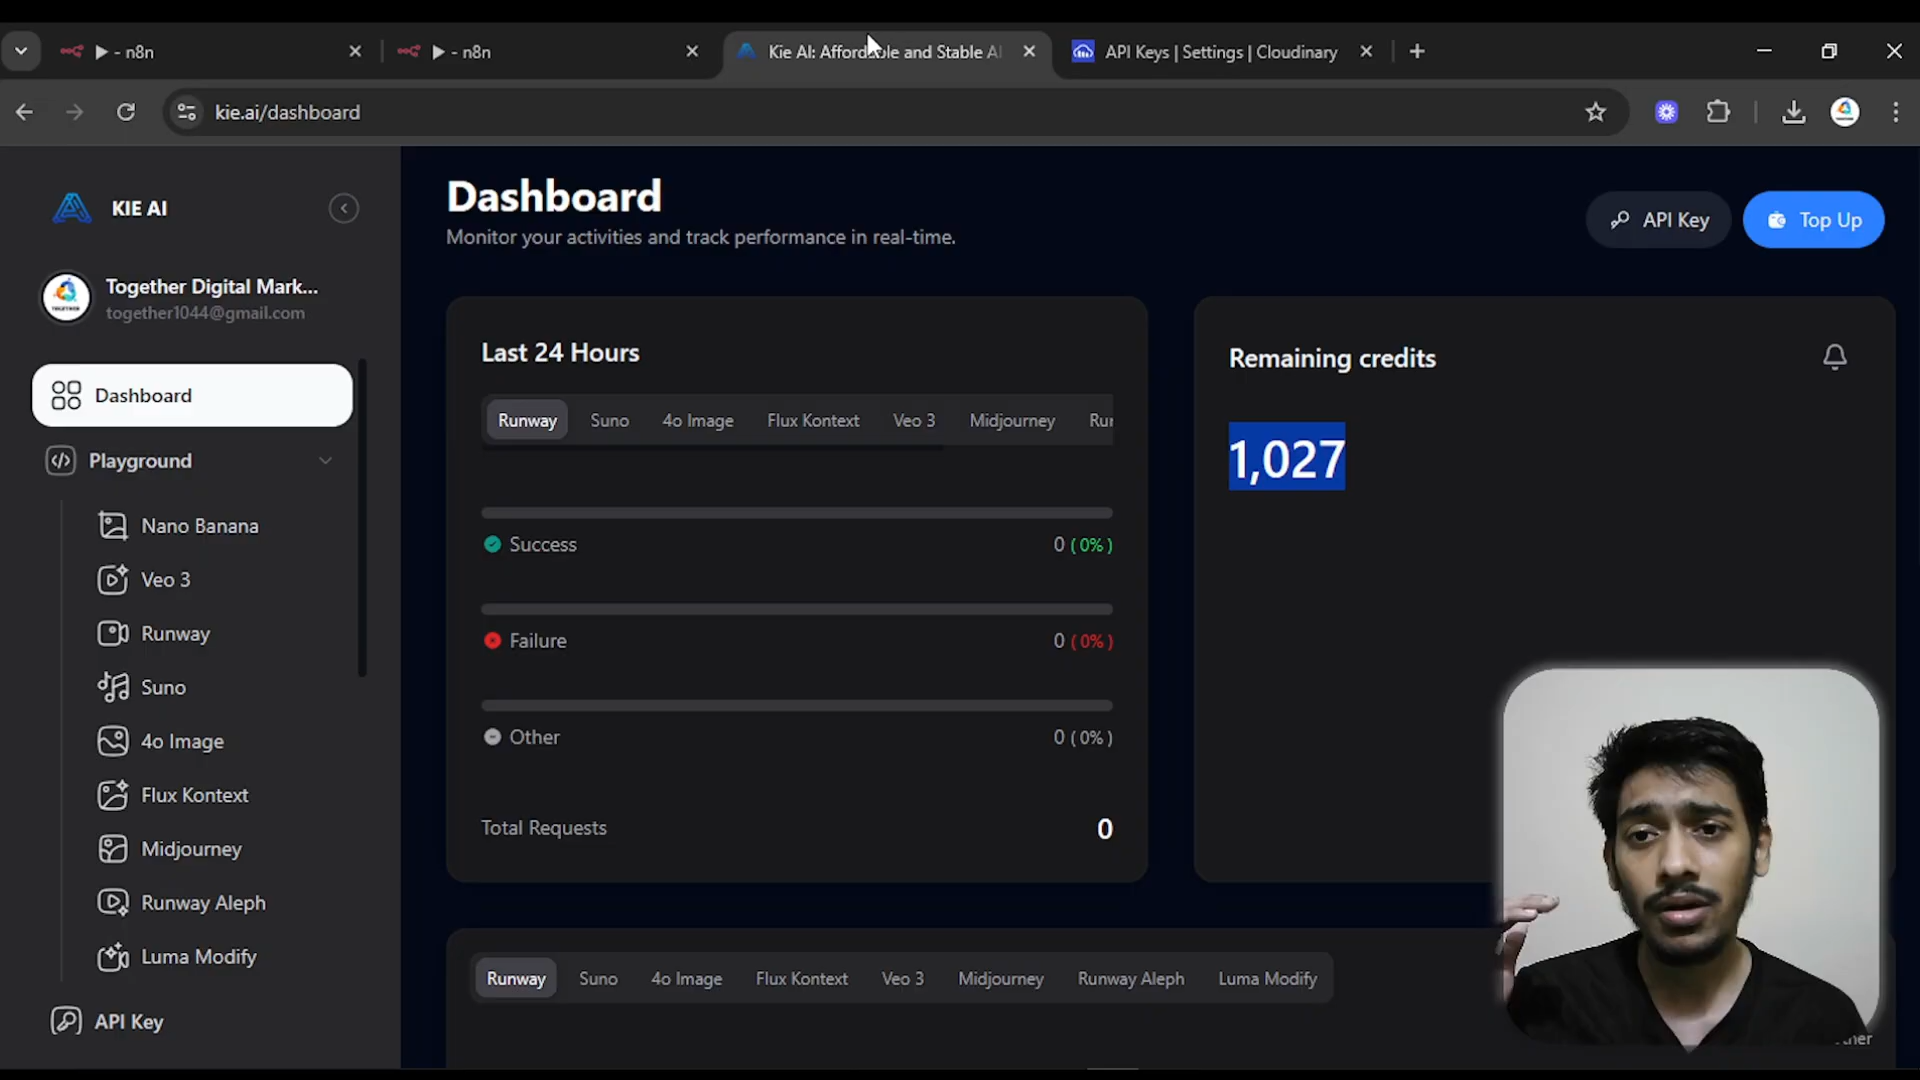 - n8n
- n8n
Kie AI: Affordable and Stable AI
API Keys | Settings | Cloudinary
kie.ai/dashboard
KIE AI
Together Digital Mark...
together1044@gmail.com
Dashboard
Playground
Nano Banana
Veo 3
Runway
Suno
4o Image
Flux Kontext
Midjourney
Runway Aleph
Luma Modify
API Key
Dashboard
Monitor your activities and track performance in real-time.
API Key
Top Up
Last 24 Hours
Runway Suno 4o Image Flux Kontext Veo 3 Midjourney Rur
Success 0 ( 0% )
Failure 0 ( 0% )
Other 0 ( 0% )
Total Requests 0
Remaining credits
1,027
Runway Suno 4o Image Flux Kontext Veo 3 Midjourney Runway Aleph Luma Modify